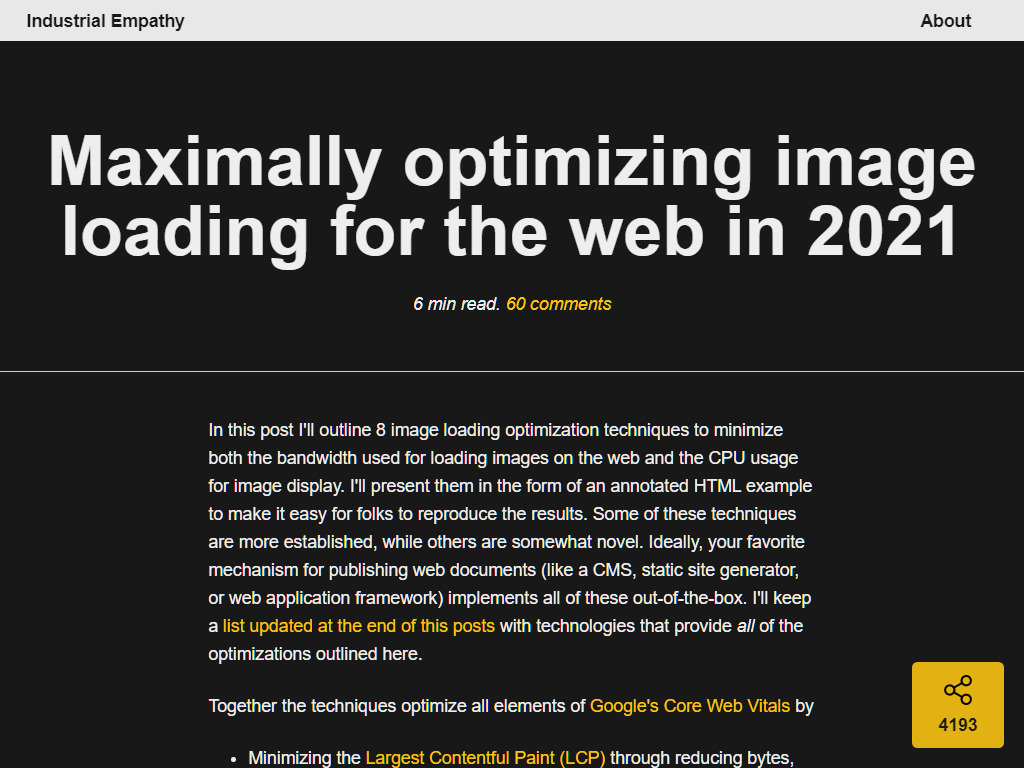 Industrial Empathy About
Maximally optimizing image
loading for the web in 2021
6 min read. 60 comments
In this post I'll outline 8 image loading optimization techniques to minimize
both the bandwidth used for loading images on the web and the CPU usage
for image display. I'll present them in the form of an annotated HTML example
to make it easy for folks to reproduce the results. Some of these techniques
are more established, while others are somewhat novel. Ideally, your favorite
mechanism for publishing web documents (like a CMS, static site generator,
or web application framework) implements all of these out-of-the-box. I'll keep
a list updated at the end of this posts with technologies that provide all of the
optimizations outlined here.
Together the techniques optimize all elements of Google's Core Web Vitals by
• Minimizing the Largest Contentful Paint (LCP) through reducing bytes,
4193